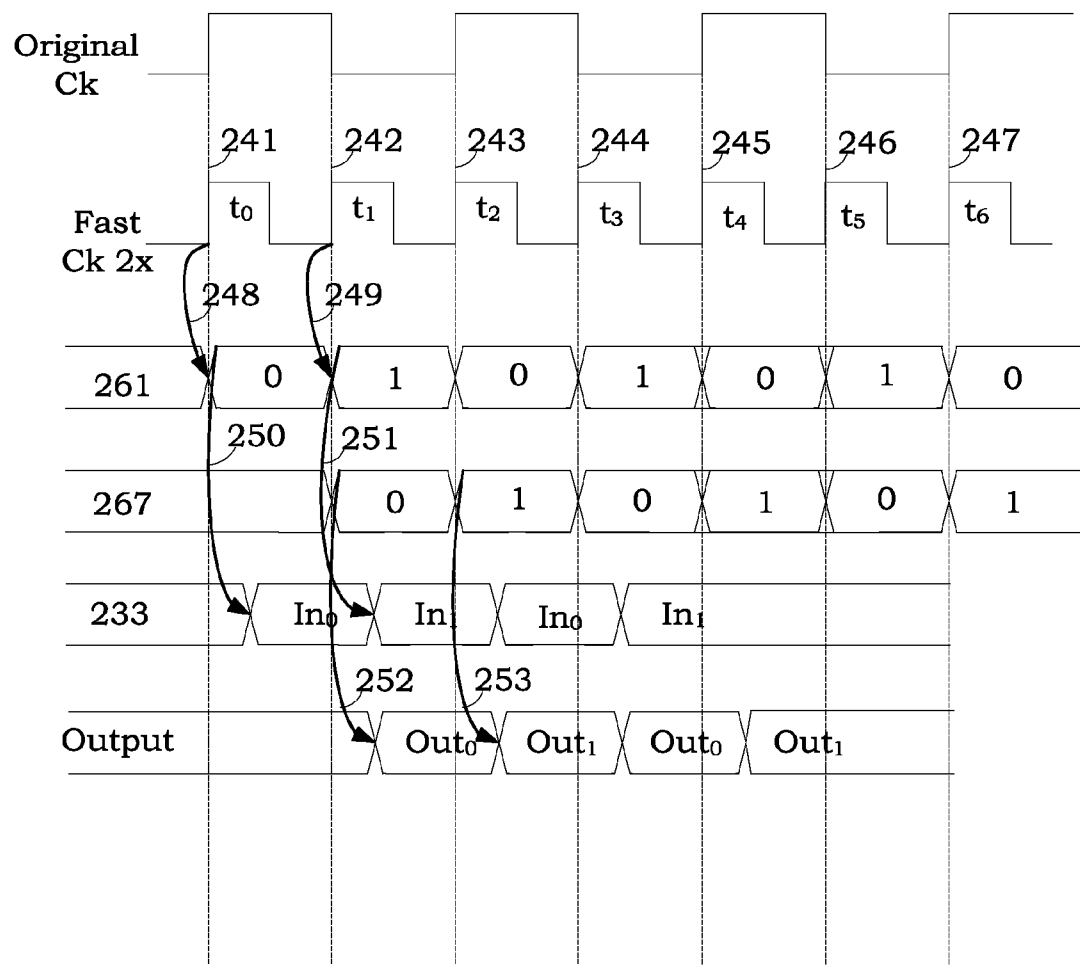 Original
Ck
241 242 243 244 245 246 247
t₀ t₁ t₂ t₃ t₄ t₅ t₆
Fast
Ck 2x
248 249
261 0 1 0 1 0 1 0
250 251
267 0 1 0 1 0 1
233 In₀ In₁ In₀ In₁
252 253
Output Out₀ Out₁ Out₀ Out₁